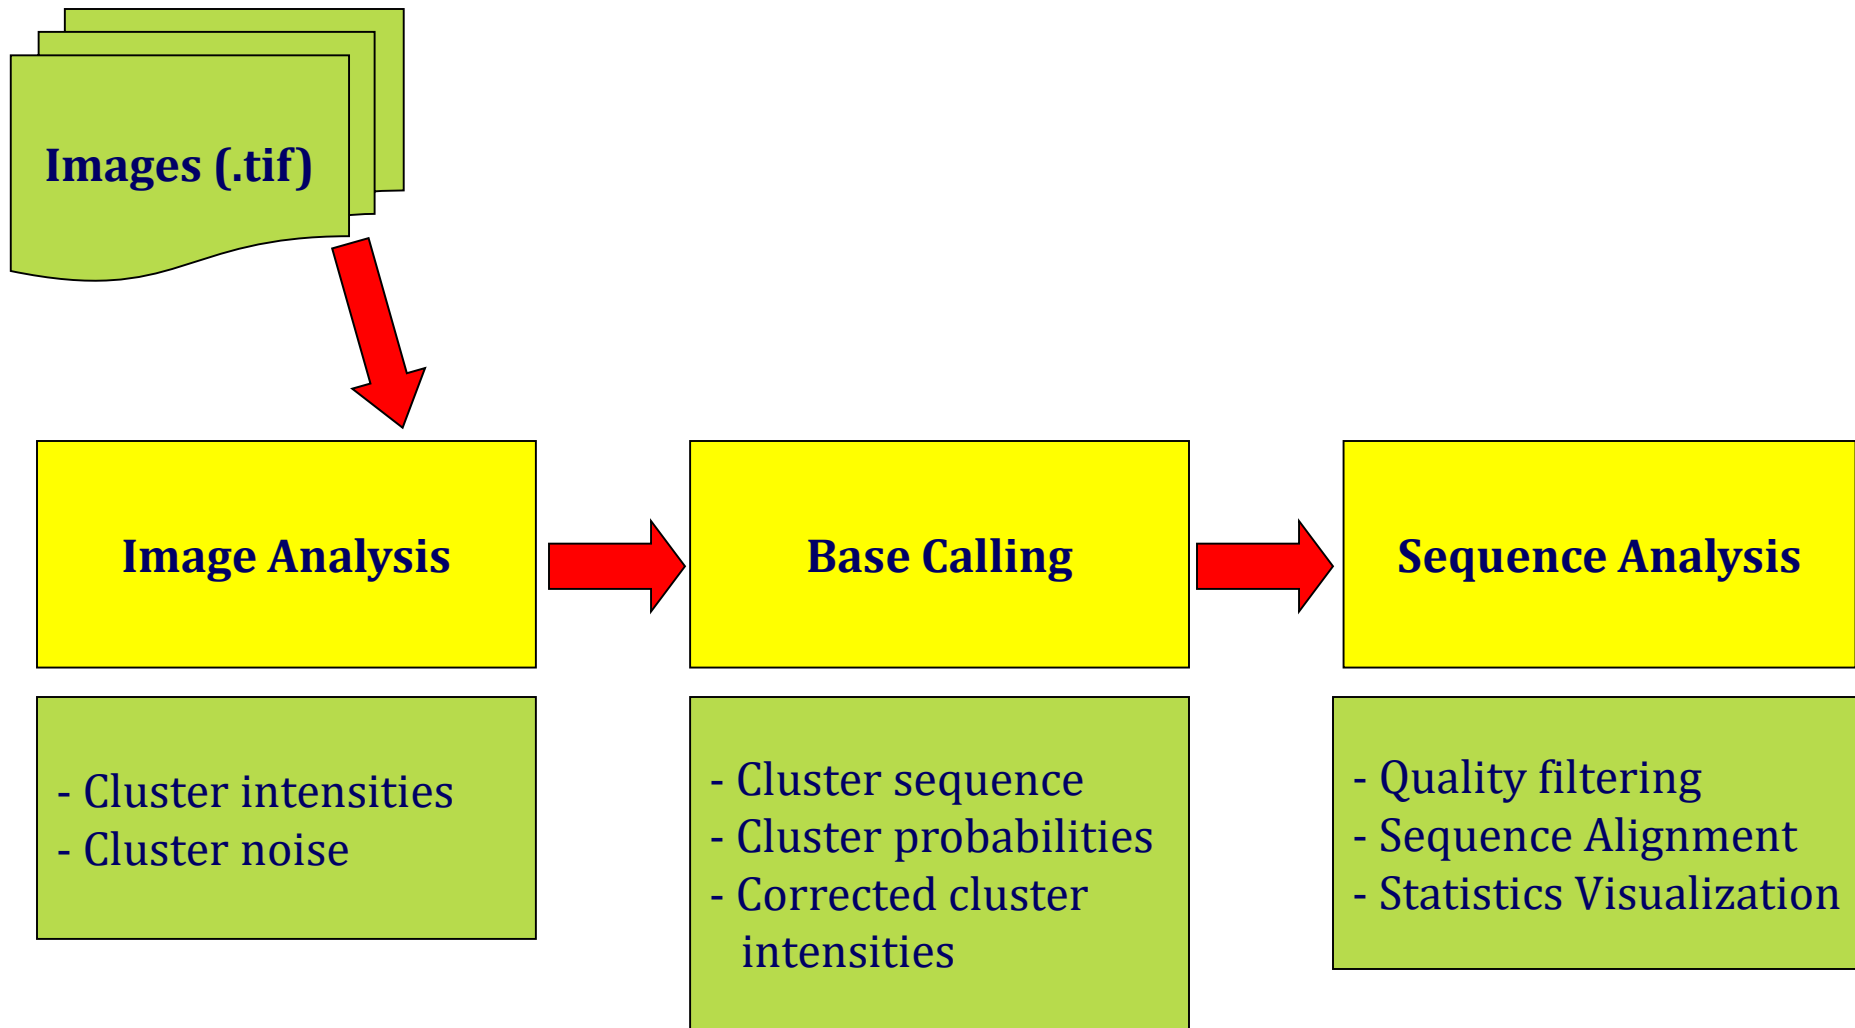 Images (.tif)
Image Analysis
Base Calling
Sequence Analysis
- Cluster intensities
- Cluster noise
- Cluster sequence
- Cluster probabilities
- Corrected cluster
intensities
- Quality filtering
- Sequence Alignment
- Statistics Visualization